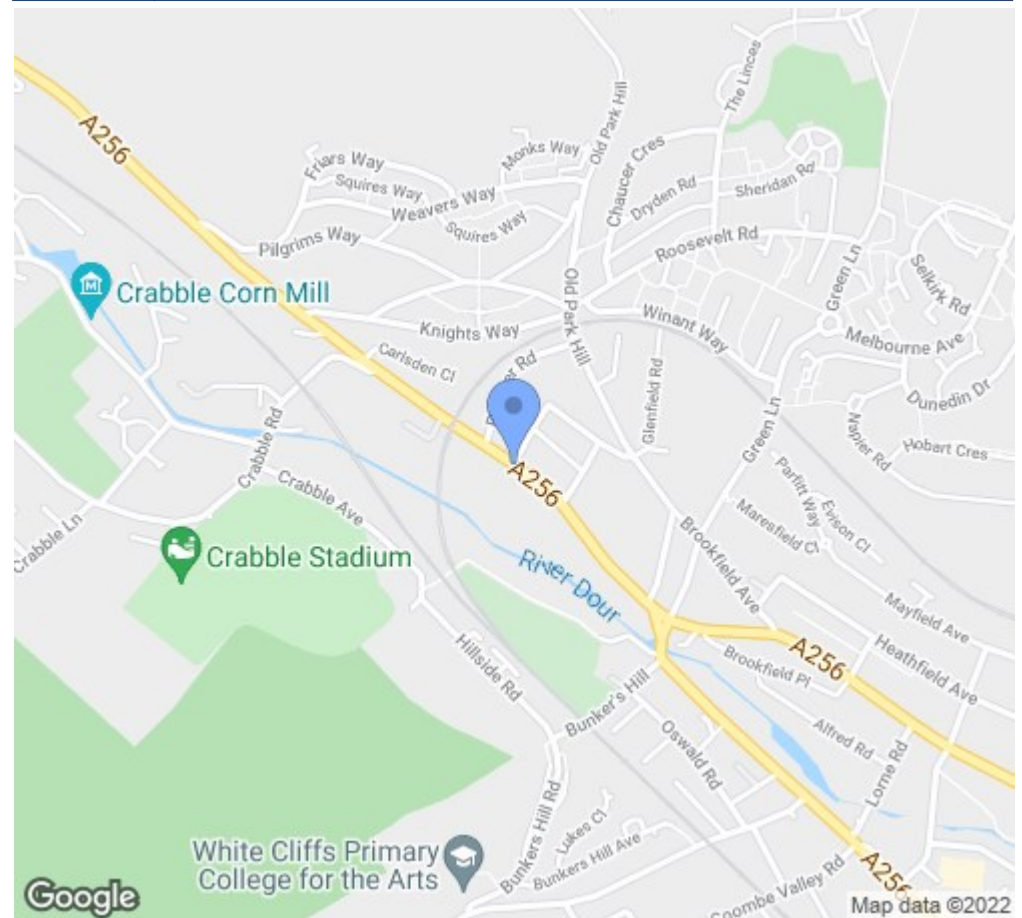 The Linces
A256
Old Park Hill
Monks Way
Friars Way
Chaucer Cres
Squires Way
Dryden Rd
Sheridan Rd
Weavers Way
Squires Way
Pilgrims Way
Roosevelt Rd
Green Ln
Selkirk Rd
Crabble Corn Mill
Old Park Hill
Winant Way
Knights Way
Melbourne Ave
Carlsden Cl
er Rd
Glenfield Rd
Dunedin Dr
Napier Rd
Green Ln
Hobart Cres
Crabble Rd
A256
Parfitt Way
Evison Cl
Crabble Ave
Maresfield Cl
Crabble Ln
Brookfield Ave
Crabble Stadium
River Dour
Mayfield Ave
Hillside Rd
A256
Heathfield Ave
Brookfield Pl
Bunker's Hill
Oswald Rd
Alfred Rd
Lorne Rd
Bunkers Hill Rd
Lukes Cl
White Cliffs Primary
College for the Arts
Bunkers Hill Ave
Coombe Valley Rd
A256
Google
Map data ©2022